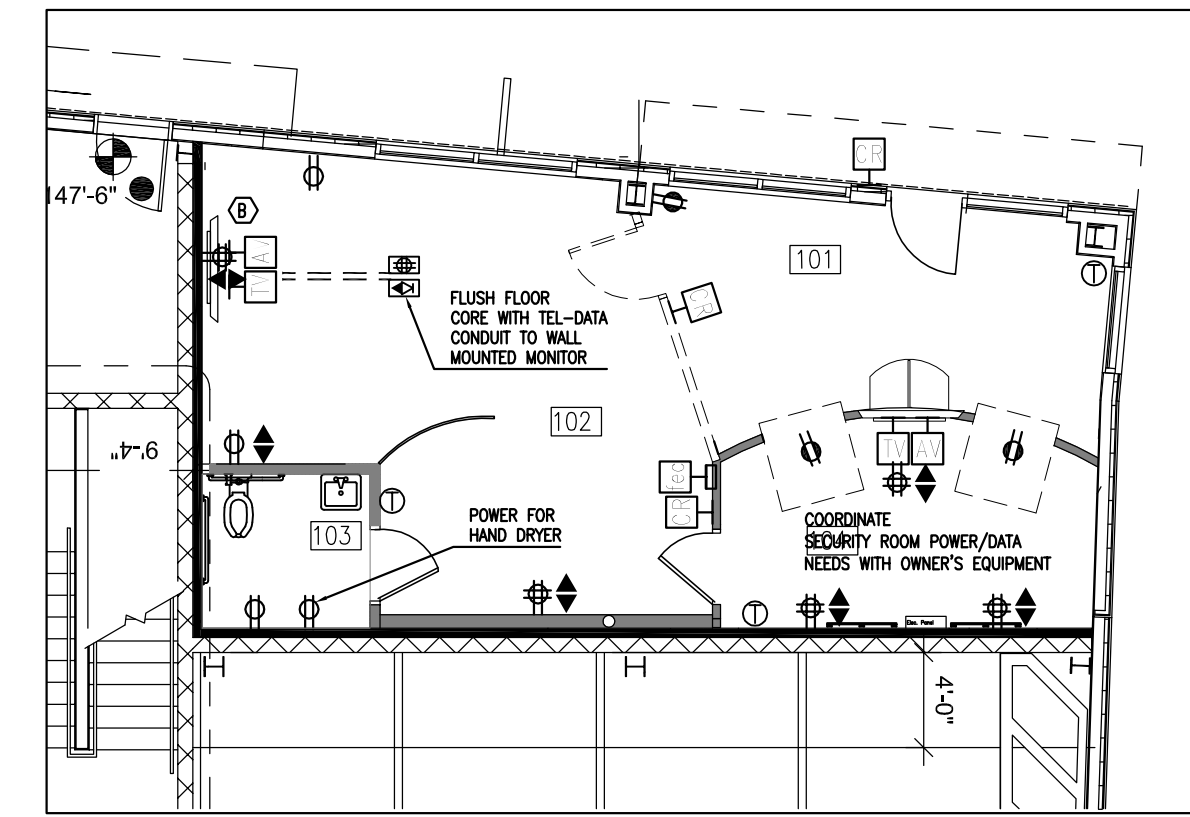 CR
147'-6"
B
AV
TV
101
T
FLUSH FLOOR
CORE WITH TEL-DATA
CONDUIT TO WALL
MOUNTED MONITOR
CR
102
9'-4"
TV
AV
fec
CR
T
POWER FOR
HAND DRYER
103
COORDINATE
104
SECURITY ROOM POWER/DATA
NEEDS WITH OWNER'S EQUIPMENT
T
Elec. Panel
4'-0"